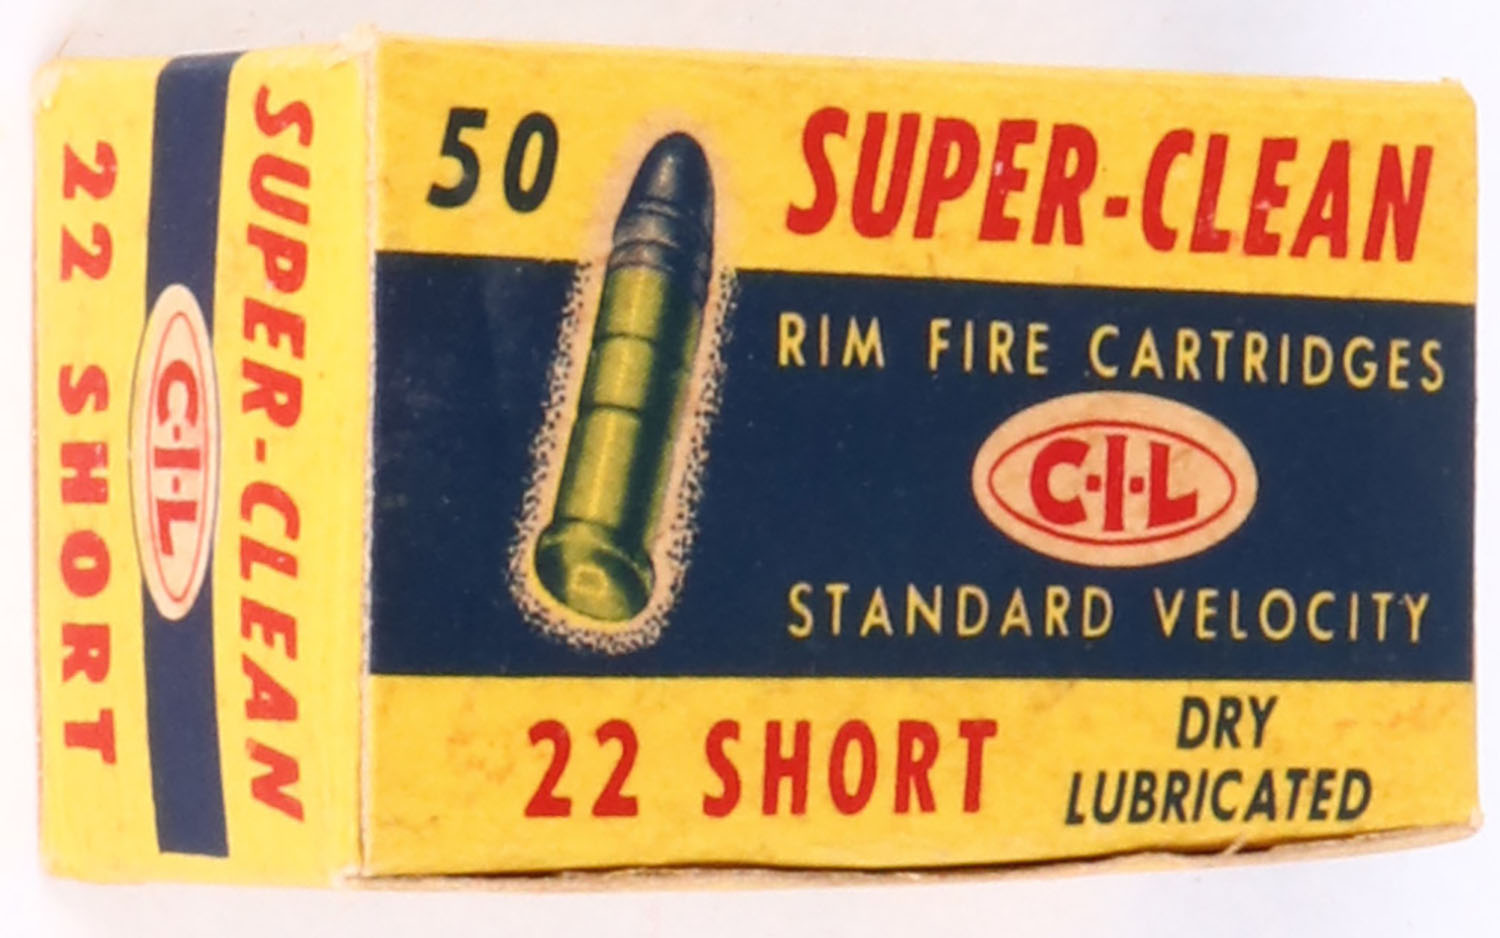 50
SUPER-CLEAN
RIM FIRE CARTRIDGES
C·I·L
STANDARD VELOCITY
22 SHORT
DRY
LUBRICATED
SUPER-CLEAN
C·I·L
22 SHORT